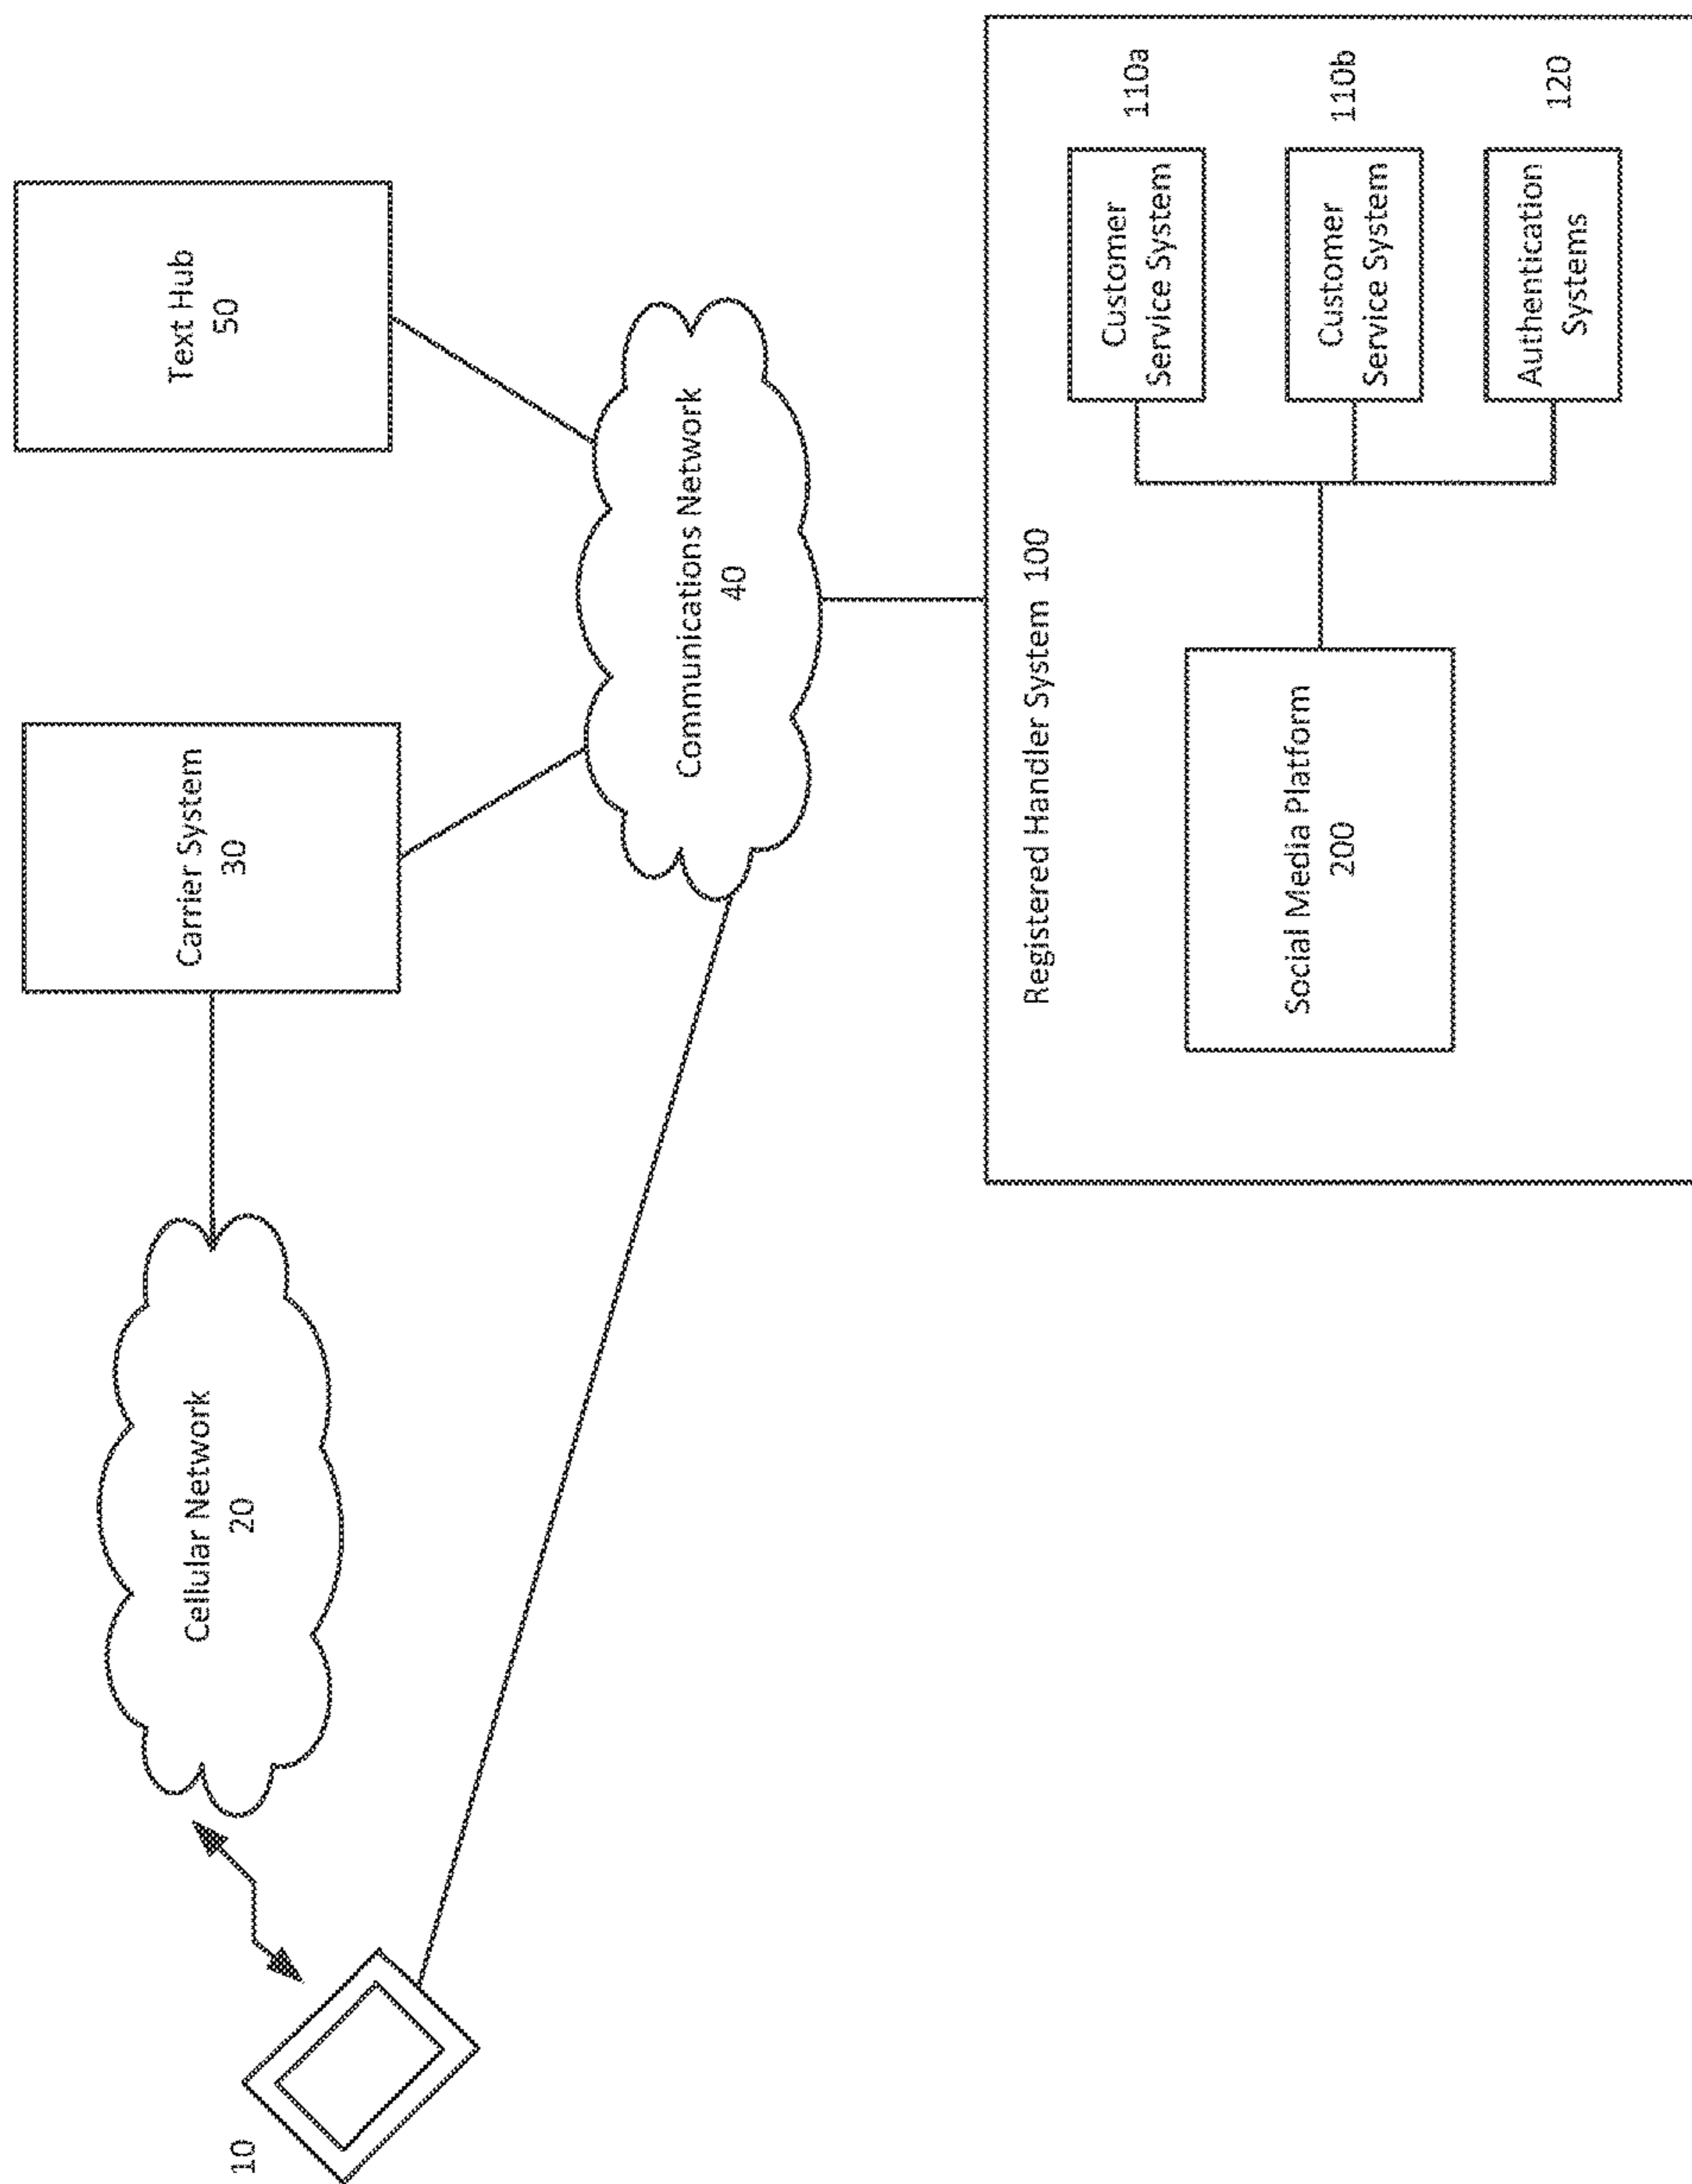 10
Cellular Network
20
Carrier System
30
Text Hub
50
Communications Network
40
Registered Handler System 100
Social Media Platform
200
Customer
Service System
110a
Customer
Service System
110b
Authentication
Systems
120